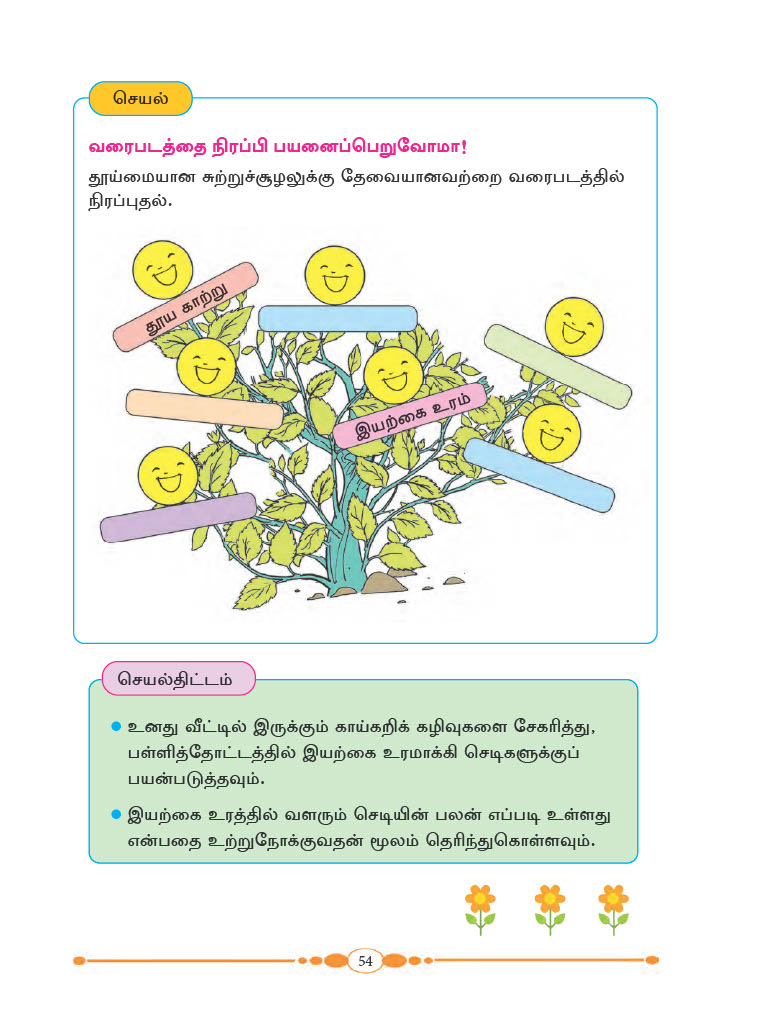 செயல்
வரைபடத்தை நிரப்பி பயனைப்பெறுவோமா!
தூய்மையான சுற்றுச்சூழலுக்கு தேவையானவற்றை வரைபடத்தில்
நிரப்புதல்.
தூய காற்று
இயற்கை உரம்
செயல்திட்டம்
உனது வீட்டில் இருக்கும் காய்கறிக் கழிவுகளை சேகரித்து,
பள்ளித்தோட்டத்தில் இயற்கை உரமாக்கி செடிகளுக்குப்
பயன்படுத்தவும்.
இயற்கை உரத்தில் வளரும் செடியின் பலன் எப்படி உள்ளது
என்பதை உற்றுநோக்குவதன் மூலம் தெரிந்துகொள்ளவும்.
54